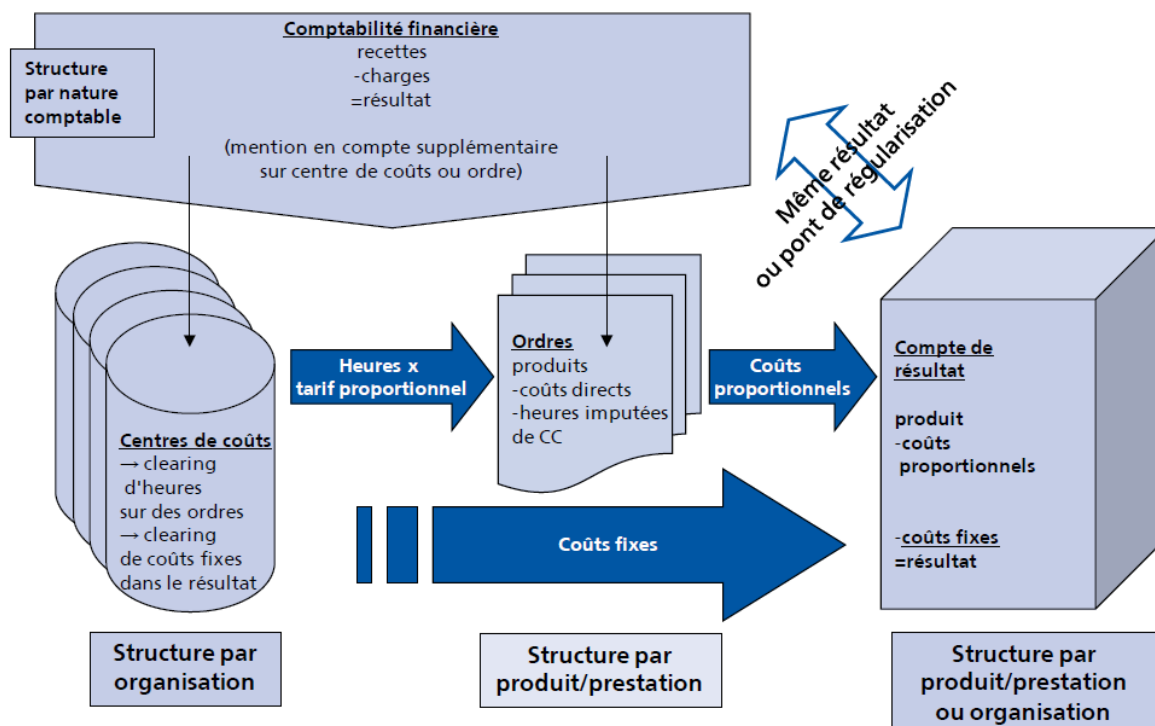 Comptabilité financière
recettes
-charges
=résultat
(mention en compte supplémentaire
sur centre de coûts ou ordre)
Structure
par nature
comptable
Même résultat
ou pont de régularisation
Centres de coûts
→ clearing
d'heures
sur des ordres
→ clearing
de coûts fixes
dans le résultat
Heures x
tarif proportionnel
Ordres
produits
-coûts directs
-heures imputées
de CC
Coûts
proportionnels
Coûts fixes
Compte de
résultat
produit
-coûts
proportionnels
-coûts fixes
=résultat
Structure par
organisation
Structure par
produit/prestation
Structure par
produit/prestation
ou organisation